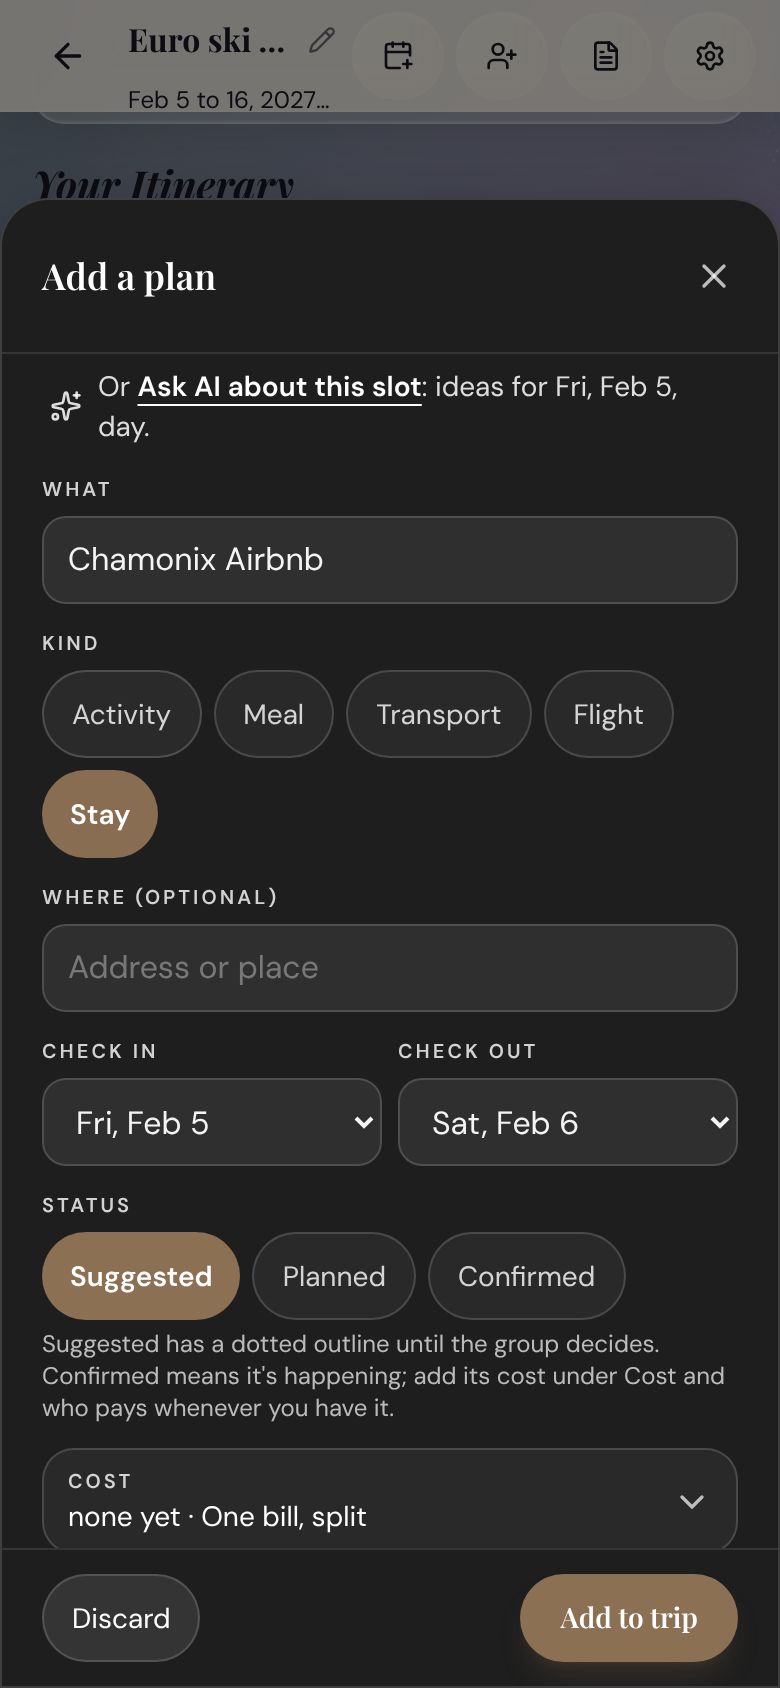 Euro ski ...
Feb 5 to 16, 2027...
Your Itinerary
Add a plan
Or Ask AI about this slot: ideas for Fri, Feb 5,
day.
WHAT
Chamonix Airbnb
KIND
Activity Meal Transport Flight
Stay
WHERE (OPTIONAL)
Address or place
CHECK IN CHECK OUT
Fri, Feb 5 Sat, Feb 6
STATUS
Suggested Planned Confirmed
Suggested has a dotted outline until the group decides.
Confirmed means it's happening; add its cost under Cost and
who pays whenever you have it.
COST
none yet · One bill, split
Discard Add to trip